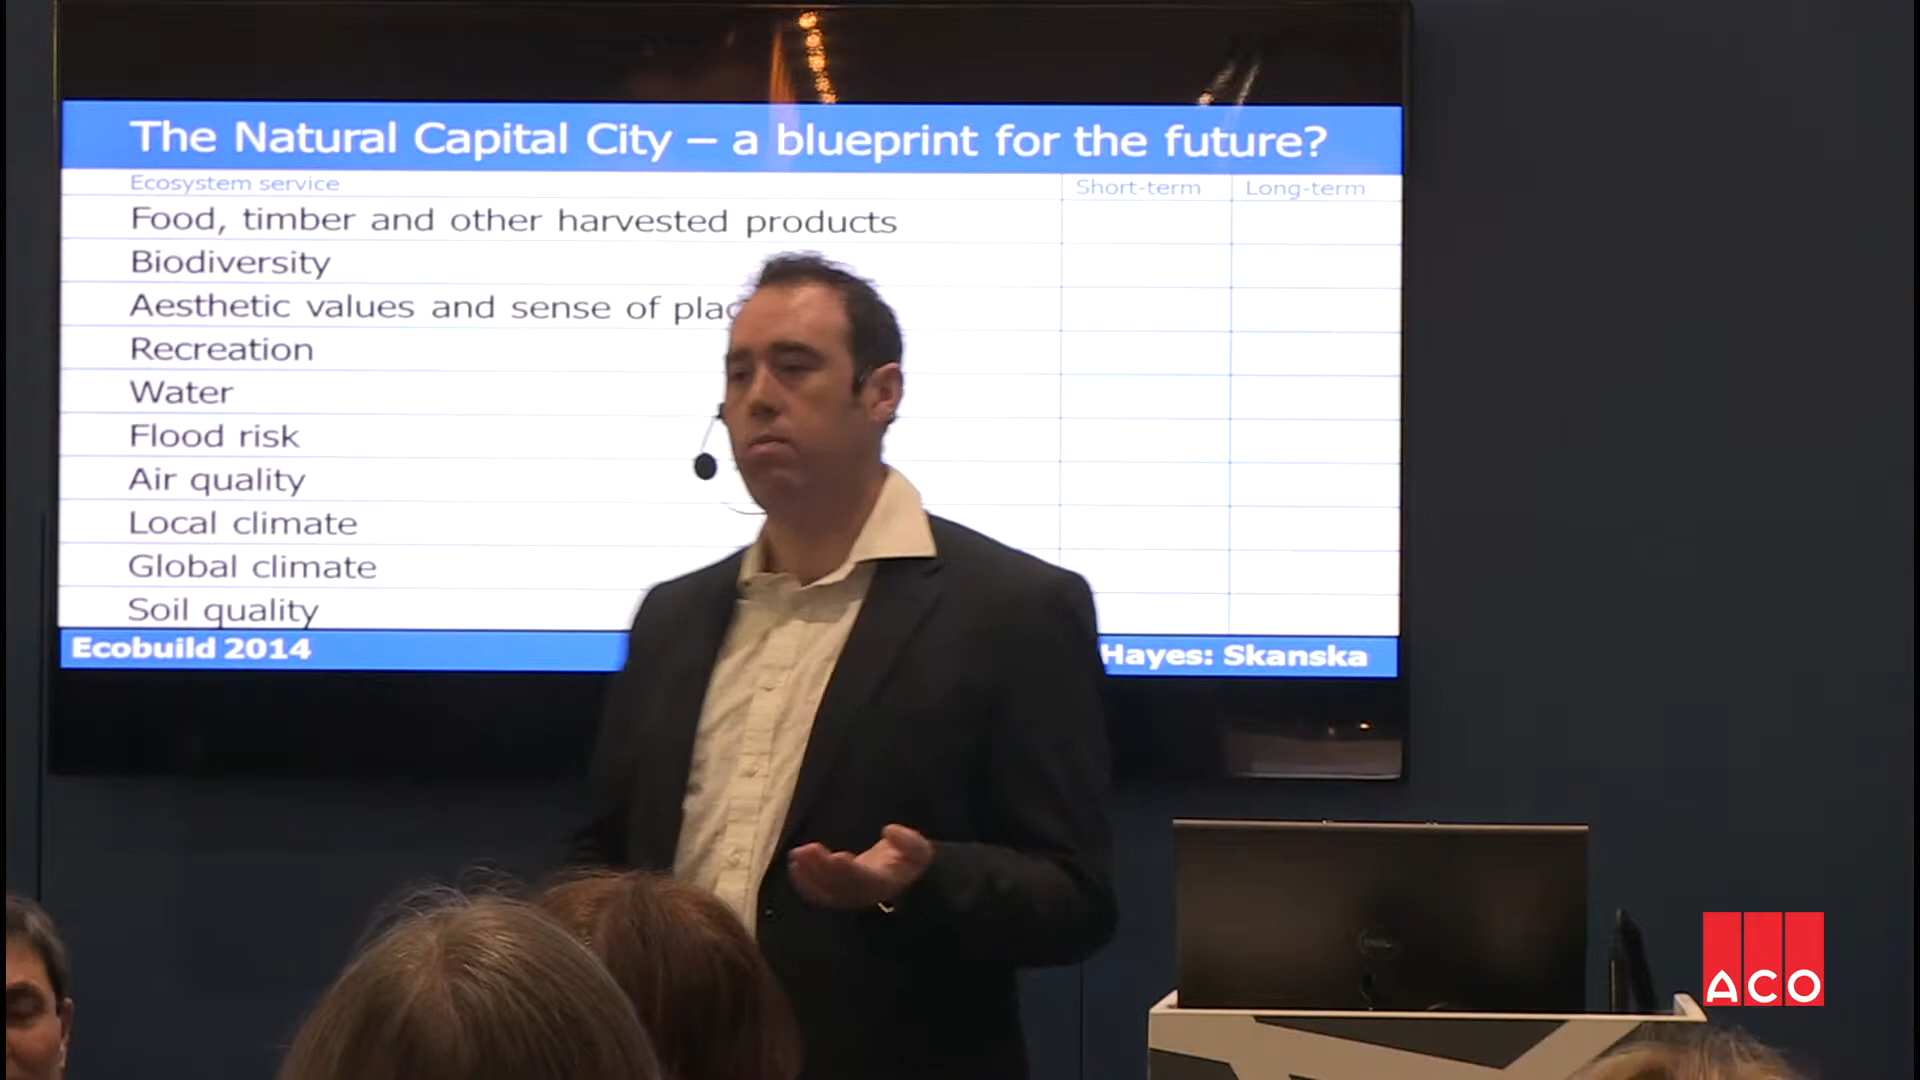 The Natural Capital City – a blueprint for the future?
Ecosystem service Short-term Long-term
Food, timber and other harvested products
Biodiversity
Aesthetic values and sense of plac
Recreation
Water
Flood risk
Air quality
Local climate
Global climate
Soil quality
Ecobuild 2014 Hayes: Skanska
ACO